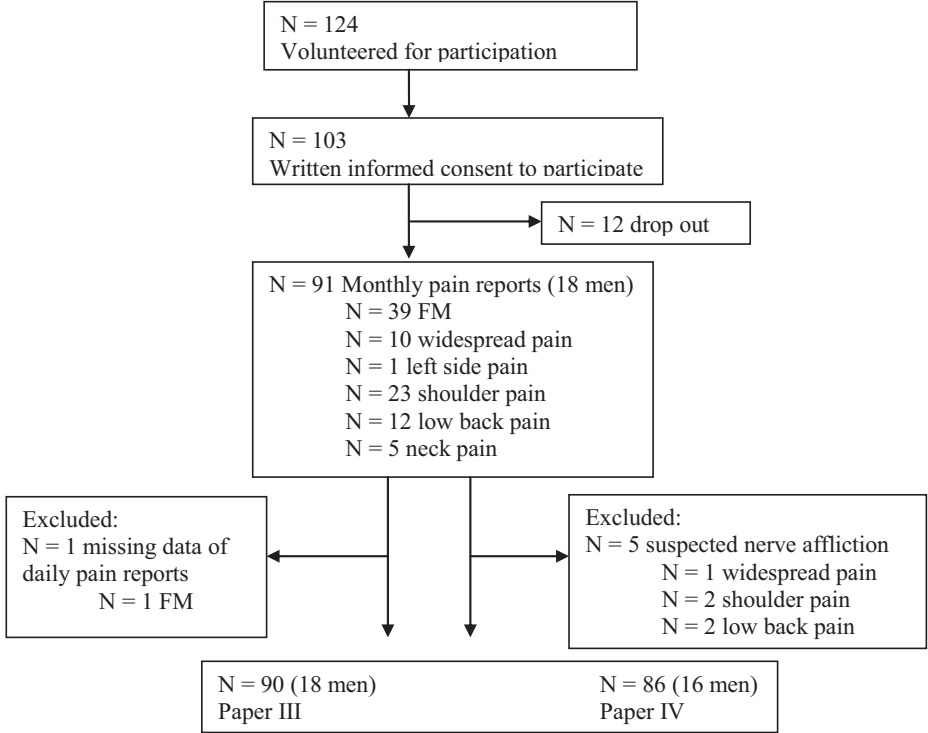 N = 124
Volunteered for participation
N = 103
Written informed consent to participate
N = 12 drop out
N = 91 Monthly pain reports (18 men)
N = 39 FM
N = 10 widespread pain
N = 1 left side pain
N = 23 shoulder pain
N = 12 low back pain
N = 5 neck pain
Excluded:
N = 1 missing data of
daily pain reports
N = 1 FM
Excluded:
N = 5 suspected nerve affliction
N = 1 widespread pain
N = 2 shoulder pain
N = 2 low back pain
N = 90 (18 men)
Paper III
N = 86 (16 men)
Paper IV